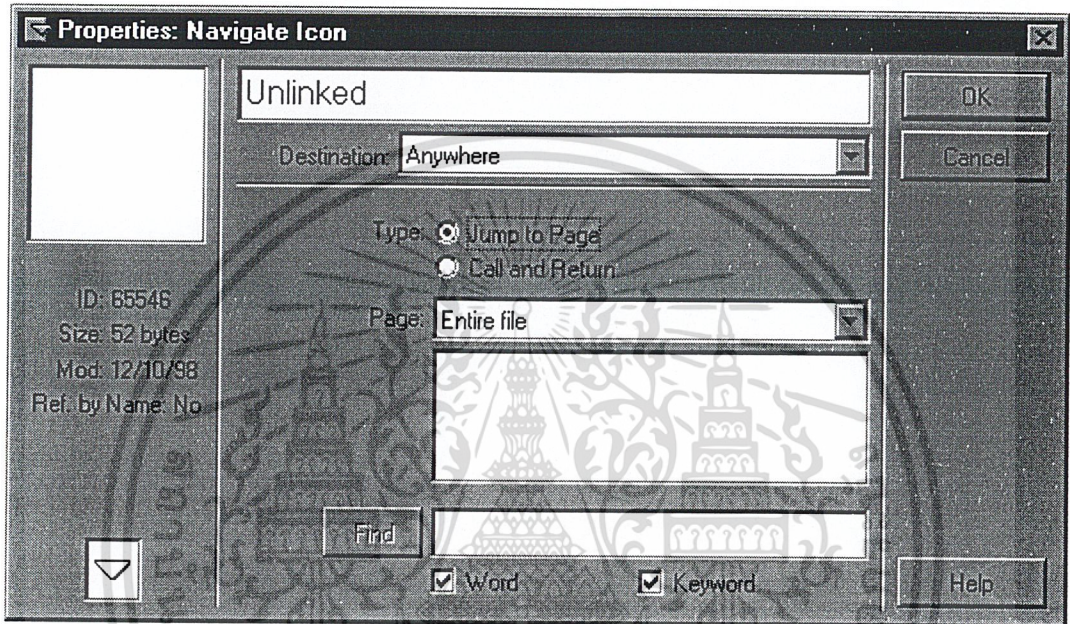 Properties: Navigate Icon
Unlinked
OK
Destination: Anywhere
Cancel
Type: Jump to Page
Call and Return
ID: 65546
Size: 52 bytes
Mod: 12/10/98
Ref. by Name: No
Page: Entire file
Find
Word
Keyword
Help